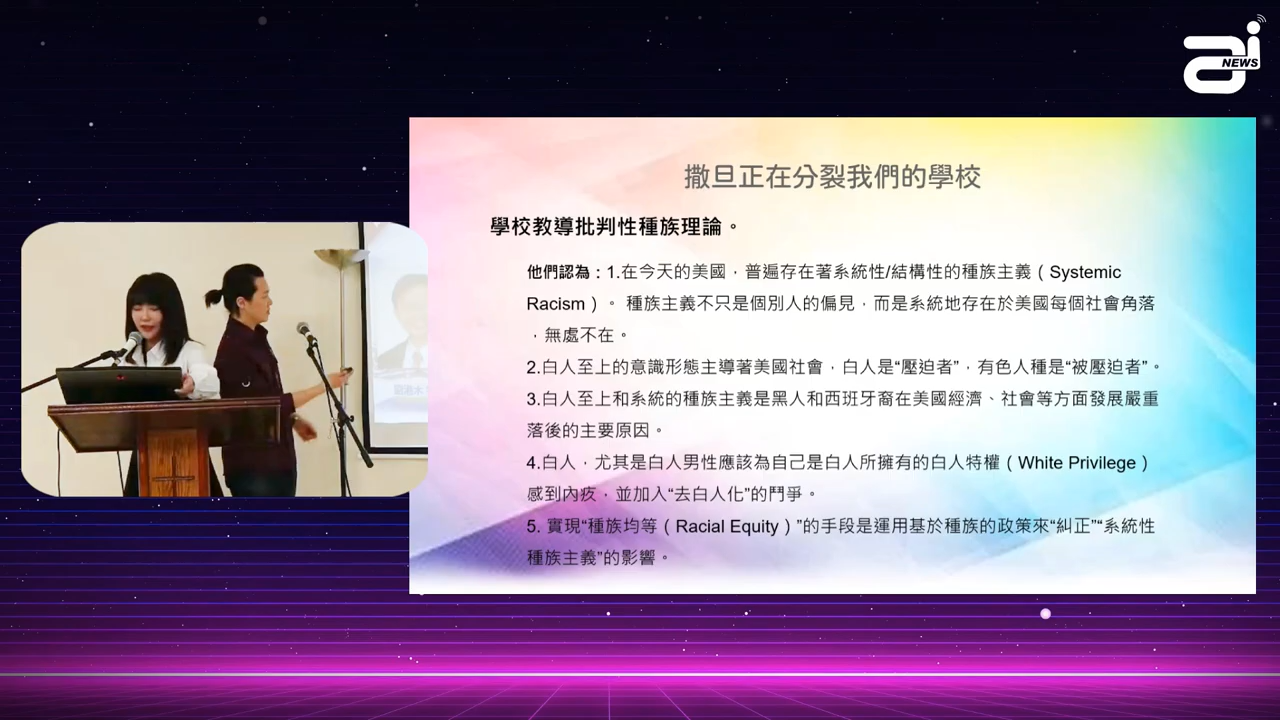 ai
NEWS
撒旦正在分裂我們的學校
學校教導批判性種族理論。
他們認為：1.在今天的美國，普遍存在著系統性/結構性的種族主義（Systemic
Racism）。 種族主義不只是個別人的偏見，而是系統地存在於美國每個社會角落
，無處不在。
2.白人至上的意識形態主導著美國社會，白人是“壓迫者”，有色人種是“被壓迫者”。
3.白人至上和系統的種族主義是黑人和西班牙裔在美國經濟、社會等方面發展嚴重
落後的主要原因。
4.白人，尤其是白人男性應該為自己是白人所擁有的白人特權（White Privilege）
感到內疚，並加入“去白人化”的鬥爭。
5. 實現“種族均等（Racial Equity）”的手段是運用基於種族的政策來“糾正”“系統性
種族主義”的影響。